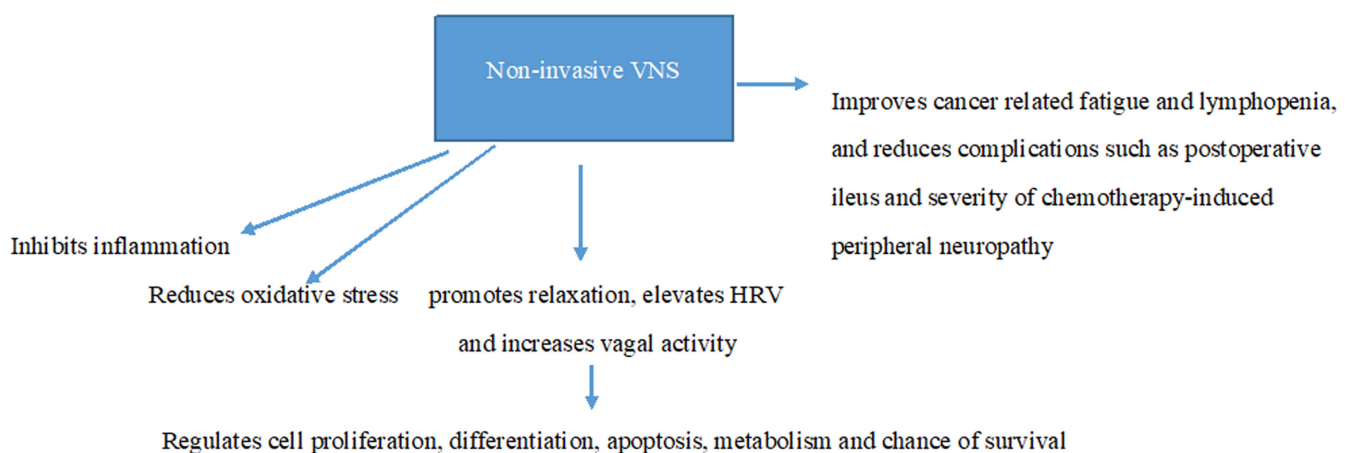 Non-invasive VNS
Improves cancer related fatigue and lymphopenia,
and reduces complications such as postoperative
ileus and severity of chemotherapy-induced
peripheral neuropathy
Inhibits inflammation
Reduces oxidative stress
promotes relaxation, elevates HRV
and increases vagal activity
Regulates cell proliferation, differentiation, apoptosis, metabolism and chance of survival